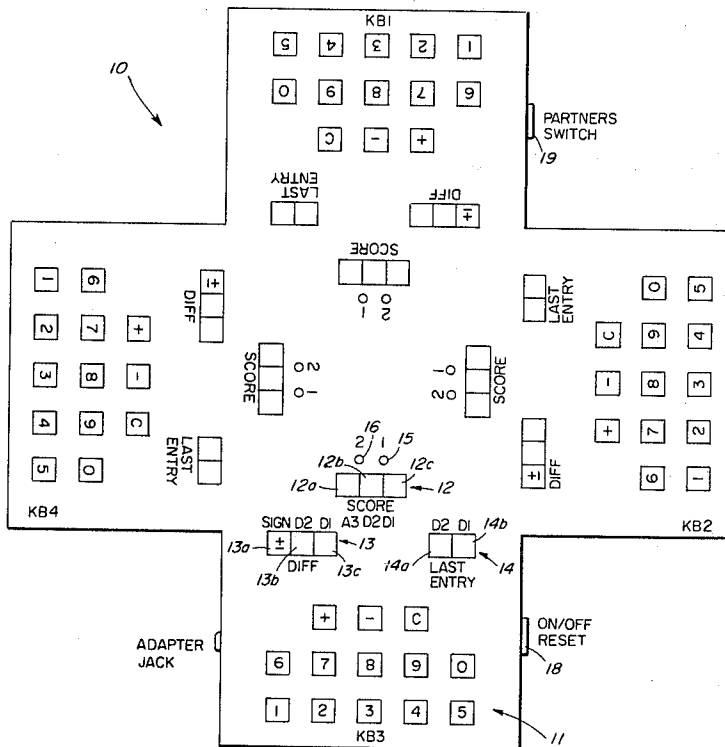 KB1
5 4 3 2 1
10
0 9 8 7 6
PARTNERS
SWITCH
19
C - +
LAST
ENTRY
DIFF
±
SCORE
1 2
1 6
±
DIFF
2 7 +
3 8 -
4 9 C
5 0
LAST
ENTRY
KB4
SCORE
2
1
LAST
ENTRY
0 5
C 9 4
- 8 3
+ 7 2
6 1
DIFF
±
KB2
SCORE
1
2
2 1
16 15
12b 12c
12a 12
SCORE
SIGN D2 D1 13 A3 D2 D1 D2 D1 14b
13a ± 14a 14
13b DIFF 13c LAST
ENTRY
+ - C
ADAPTER
JACK
ON/OFF
RESET
18
6 7 8 9 0
1 2 3 4 5
KB3
11